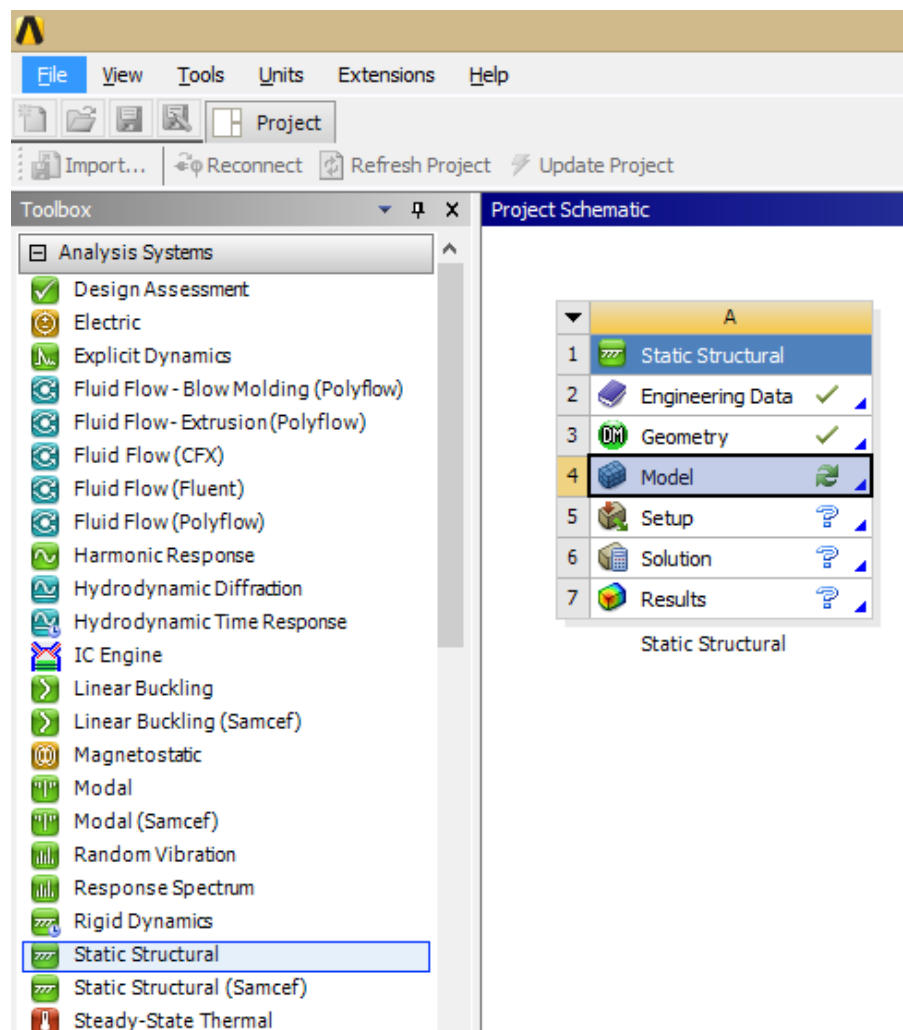 File View Tools Units Extensions Help
Project
Import... Reconnect Refresh Project Update Project
Toolbox
Project Schematic
Analysis Systems
Design Assessment
Electric
Explicit Dynamics
Fluid Flow - Blow Molding (Polyflow)
Fluid Flow - Extrusion (Polyflow)
Fluid Flow (CFX)
Fluid Flow (Fluent)
Fluid Flow (Polyflow)
Harmonic Response
Hydrodynamic Diffraction
Hydrodynamic Time Response
IC Engine
Linear Buckling
Linear Buckling (Samcef)
Magnetostatic
Modal
Modal (Samcef)
Random Vibration
Response Spectrum
Rigid Dynamics
Static Structural
Static Structural (Samcef)
Steady-State Thermal
A
1 Static Structural
2 Engineering Data
3 DM Geometry
4 Model
5 Setup
6 Solution
7 Results
Static Structural